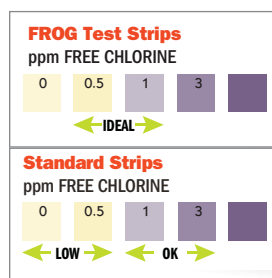 FROG Test Strips
ppm FREE CHLORINE
0 0.5 1 3
IDEAL
Standard Strips
ppm FREE CHLORINE
0 0.5 1 3
LOW OK